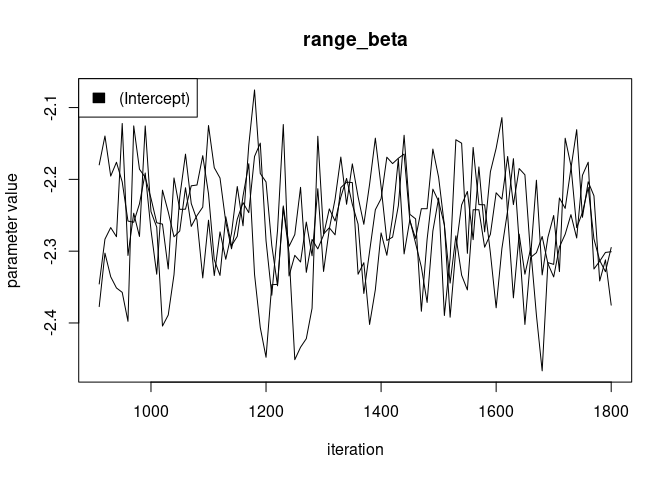 range_beta
(Intercept)
-2.1
-2.2
-2.3
-2.4
parameter value
1000 1200 1400 1600 1800
iteration